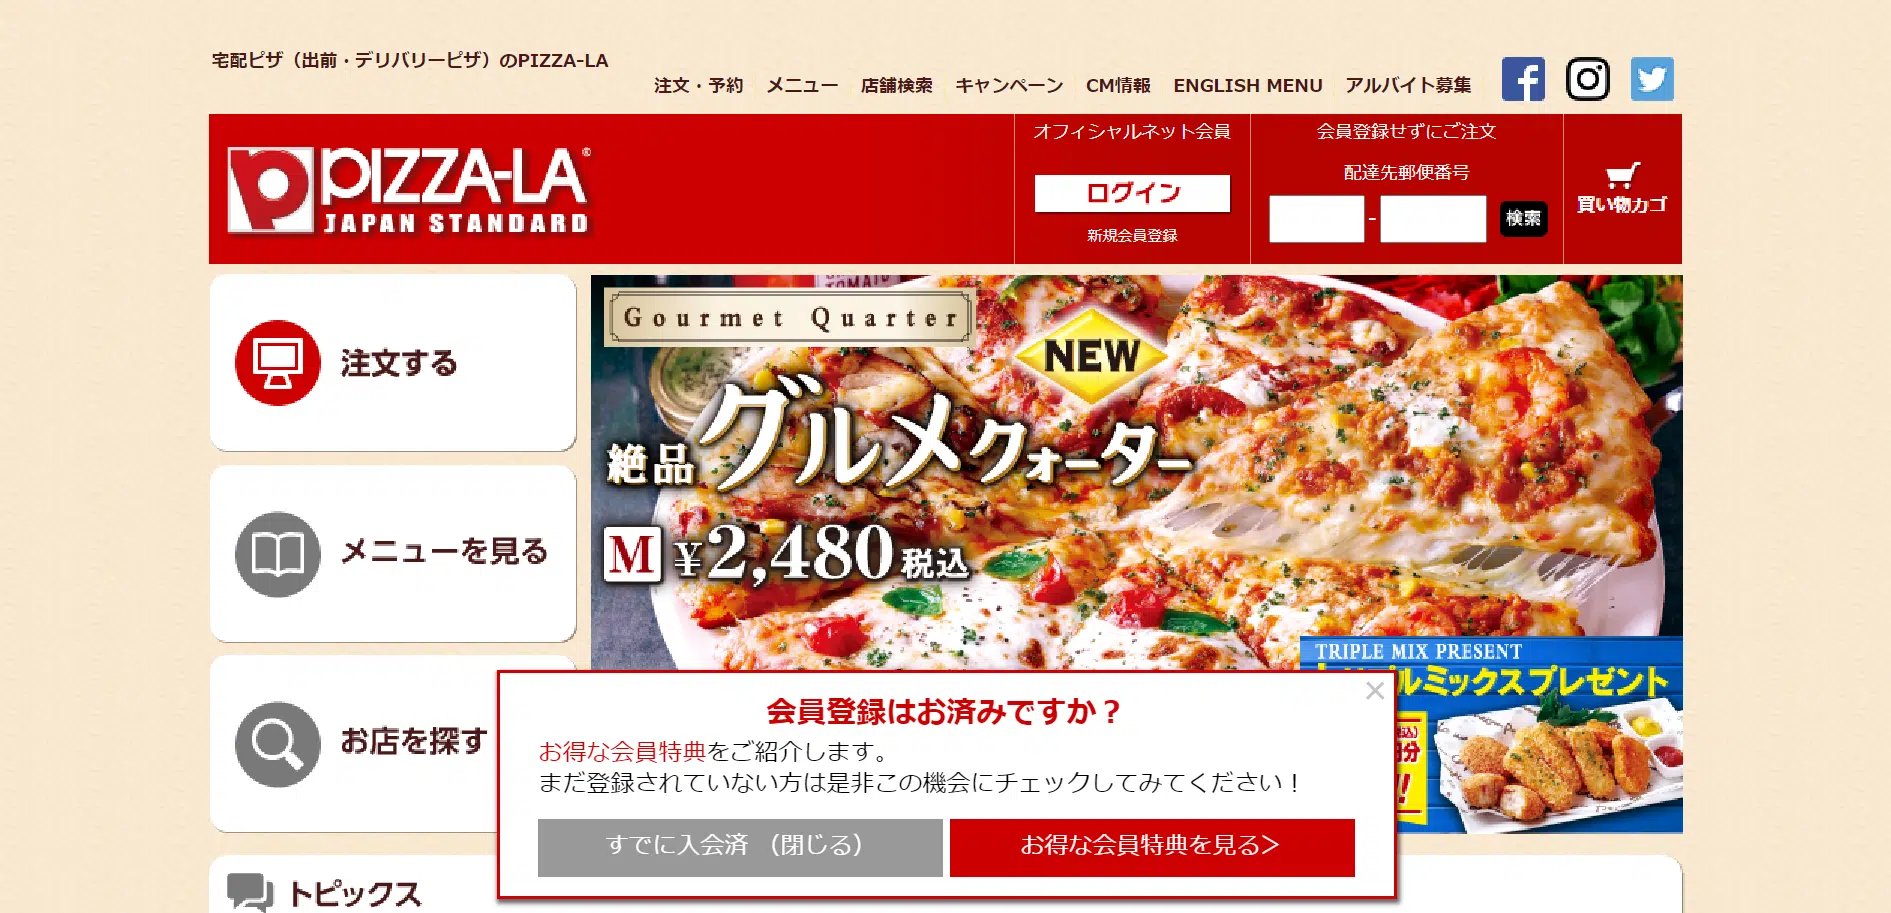 宅配ピザ（出前・デリバリーピザ）のPIZZA-LA
注文・予約 メニュー 店舗検索 キャンペーン CM情報 ENGLISH MENU アルバイト募集
PIZZA-LA®
JAPAN STANDARD
オフィシャルネット会員
ログイン
新規会員登録
会員登録せずにご注文
配達先郵便番号
- 検索
買い物カゴ
注文する
メニューを見る
お店を探す
Gourmet Quarter
NEW
絶品グルメクォーター
M ¥2,480税込
TRIPLE MIX PRESENT
ルミックスプレゼント
会員登録はお済みですか？
お得な会員特典をご紹介します。
まだ登録されていない方は是非この機会にチェックしてみてください！
すでに入会済 （閉じる）
お得な会員特典を見る＞
トピックス